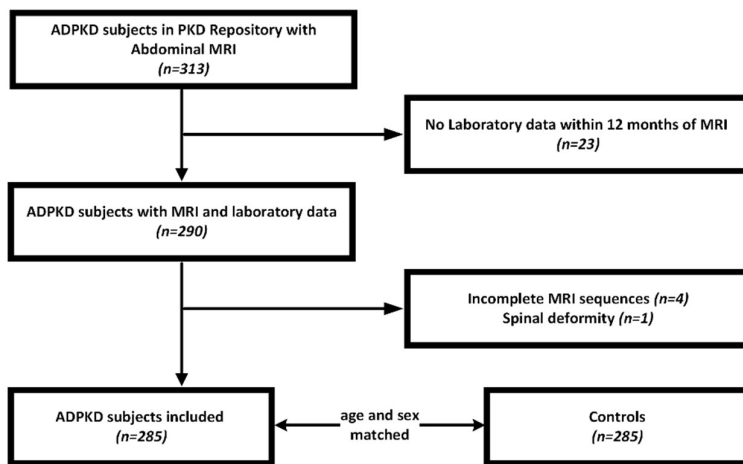 ADPKD subjects in PKD Repository with
Abdominal MRI
(n=313)
No Laboratory data within 12 months of MRI
(n=23)
ADPKD subjects with MRI and laboratory data
(n=290)
Incomplete MRI sequences (n=4)
Spinal deformity (n=1)
ADPKD subjects included
(n=285)
age and sex
matched
Controls
(n=285)